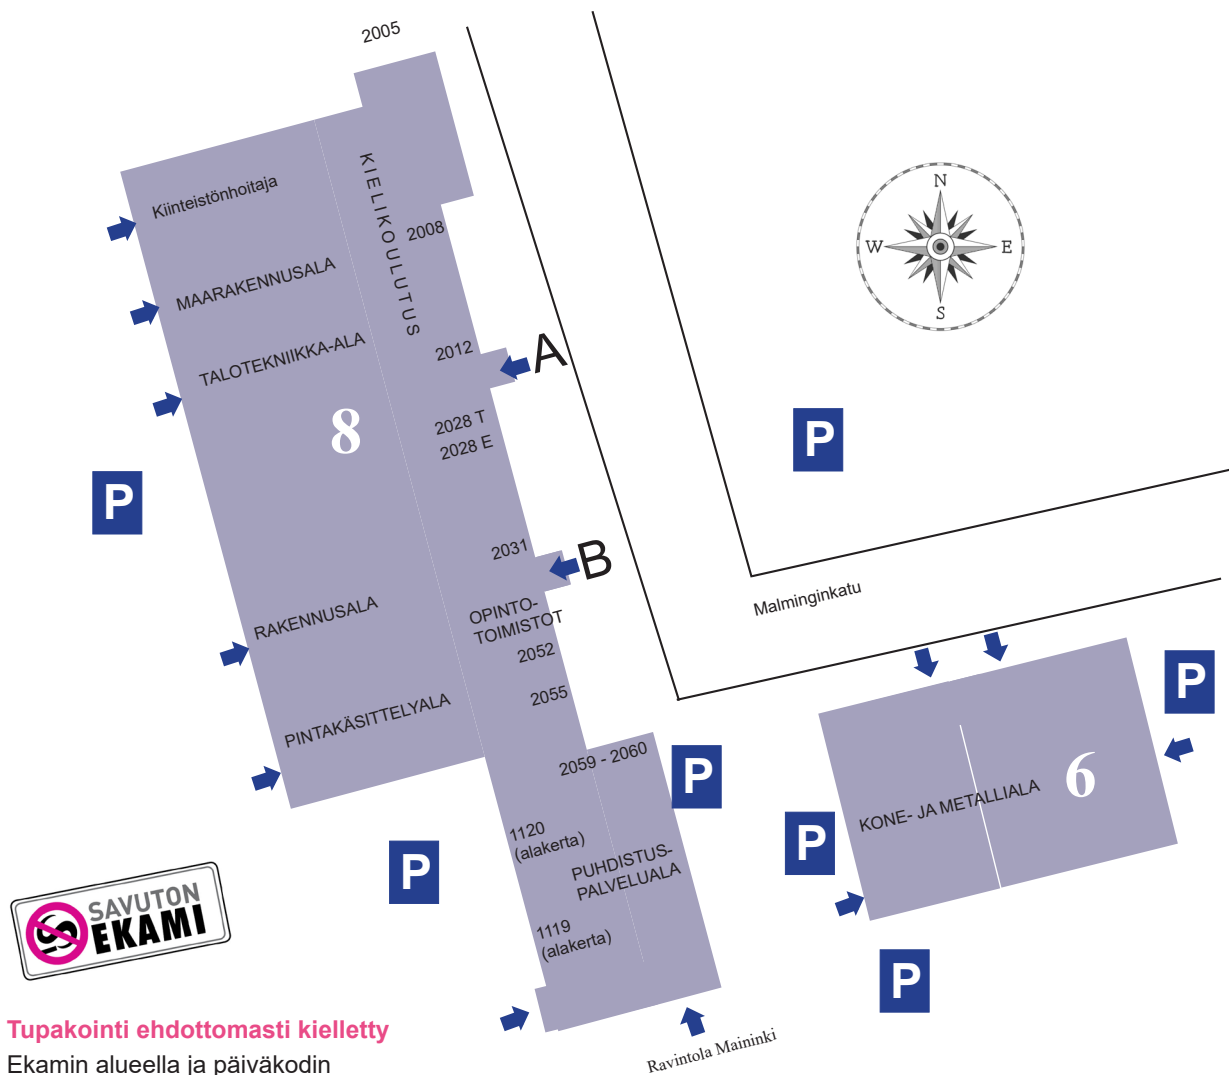 2005
Kiinteistönhoitaja
KIELIKOULUTUS
2008
MAARAKENNUSALA
TALOTEKNIIKKA-ALA
2012
A
8
2028 T
2028 E
N
W
E
S
P
P
2031
B
Malminginkatu
RAKENNUSALA
OPINTO-
TOIMISTOT
2052
2055
PINTAKÄSITTELYALA
2059 - 2060
P
P
6
KONE- JA METALLIALA
P
1120
(alakerta)
PUHDISTUS-
PALVELUALA
P
1119
(alakerta)
P
SAVUTON
EKAMI
Ravintola Maininki
Tupakointi ehdottomasti kielletty
Ekamin alueella ja päiväkodin